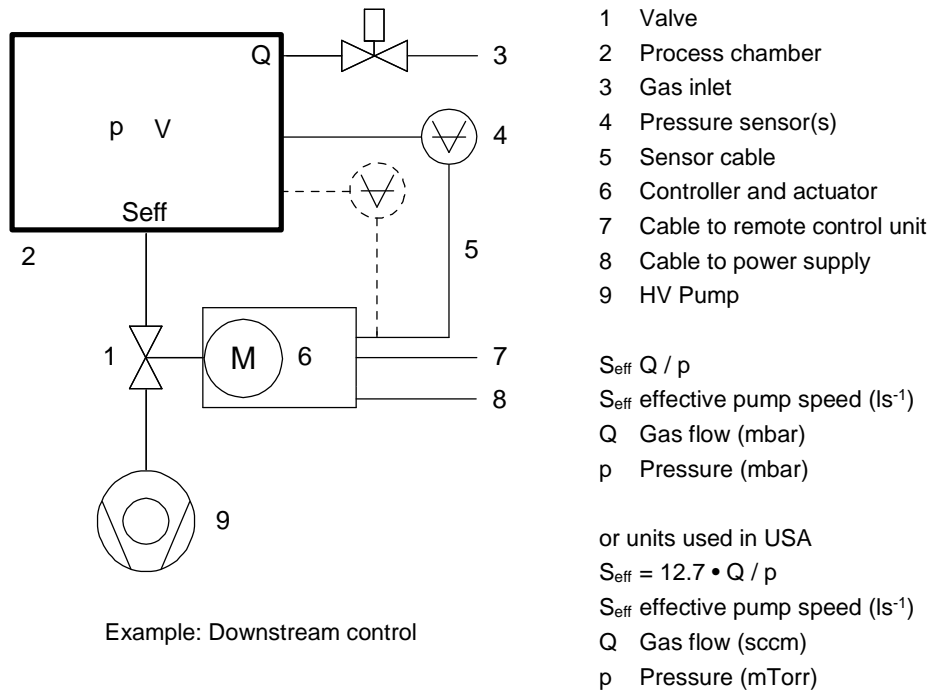 Q
3
p V
4
Seff
2
5
1
M
6
7
8
9
Example: Downstream control
1 Valve
2 Process chamber
3 Gas inlet
4 Pressure sensor(s)
5 Sensor cable
6 Controller and actuator
7 Cable to remote control unit
8 Cable to power supply
9 HV Pump
Seff Q / p
Seff effective pump speed (ls-1)
Q Gas flow (mbar)
p Pressure (mbar)
or units used in USA
Seff = 12.7 • Q / p
Seff effective pump speed (ls-1)
Q Gas flow (sccm)
p Pressure (mTorr)